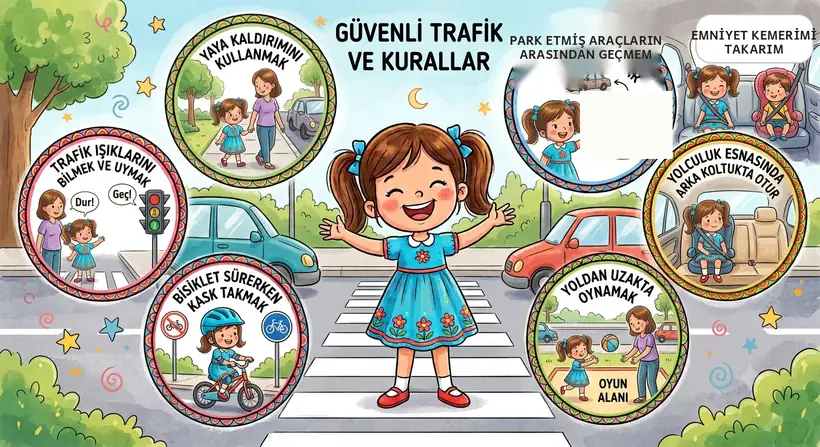 GÜVENLİ TRAFİK
VE KURALLAR
YAYA KALDIRIMINI
KULLANMAK
PARK ETMİŞ ARAÇLARIN
ARASINDAN GEÇMEM
EMNİYET KEMERİMİ
TAKARIM
TRAFİK IŞIKLARINI
BİLMEK VE UYMAK
Dur!
Geç!
YOLCULUK ESNASINDA
ARKA KOLTUKTA OTUR
BİSİKLET SÜRERKEN
KASK TAKMAK
YOLDAN UZAKTA
OYNAMAK
OYUN
ALANI